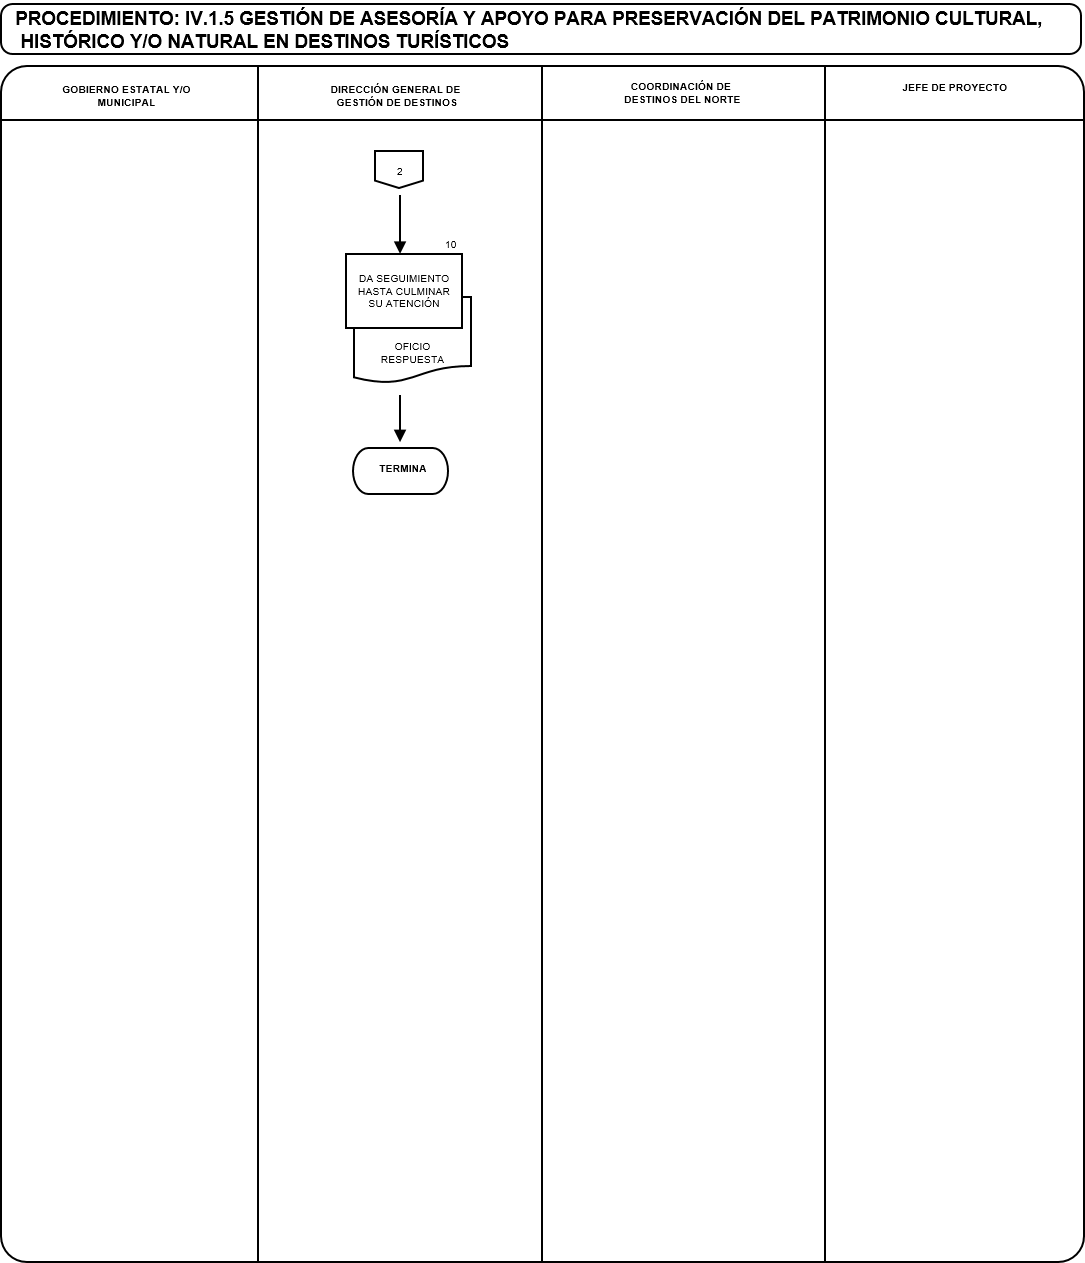 PROCEDIMIENTO: IV.1.5 GESTIÓN DE ASESORÍA Y APOYO PARA PRESERVACIÓN DEL PATRIMONIO CULTURAL,
HISTÓRICO Y/O NATURAL EN DESTINOS TURÍSTICOS
GOBIERNO ESTATAL Y/O
MUNICIPAL
DIRECCIÓN GENERAL DE
GESTIÓN DE DESTINOS
COORDINACIÓN DE
DESTINOS DEL NORTE
JEFE DE PROYECTO
2
10
DA SEGUIMIENTO
HASTA CULMINAR
SU ATENCIÓN
OFICIO
RESPUESTA
TERMINA